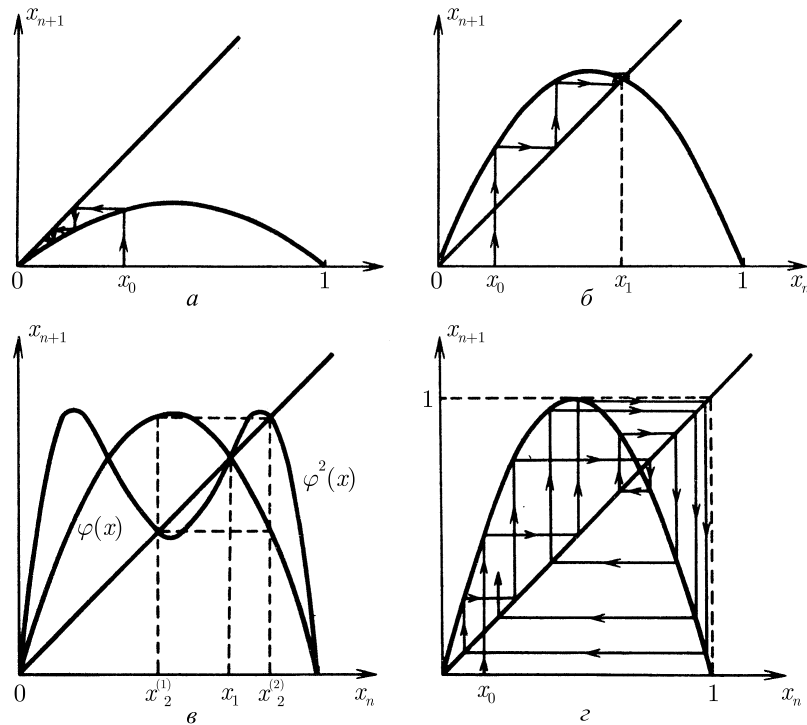 x_{n+1}
0 x_0 1
а
x_{n+1}
0 x_0 x_1 1 x_n
б
x_{n+1}
φ²(x)
φ(x)
0 x_2^{(1)} x_1 x_2^{(2)} x_n
в
x_{n+1}
1
x_0 1 x_n
г